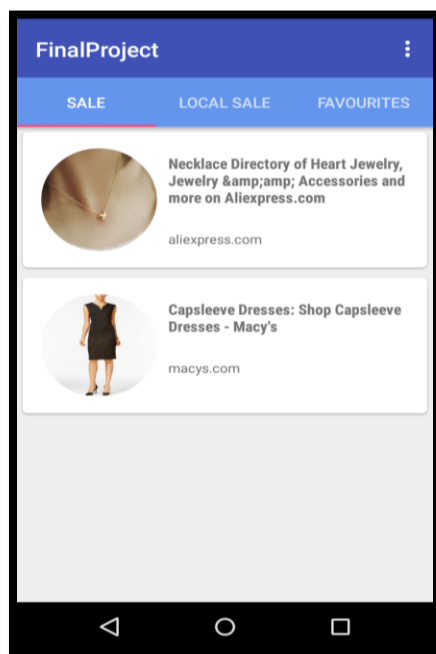 FinalProject
SALE LOCAL SALE FAVOURITES
Necklace Directory of Heart Jewelry,
Jewelry &amp;amp; Accessories and
more on Aliexpress.com
aliexpress.com
Capsleeve Dresses: Shop Capsleeve
Dresses - Macy's
macys.com